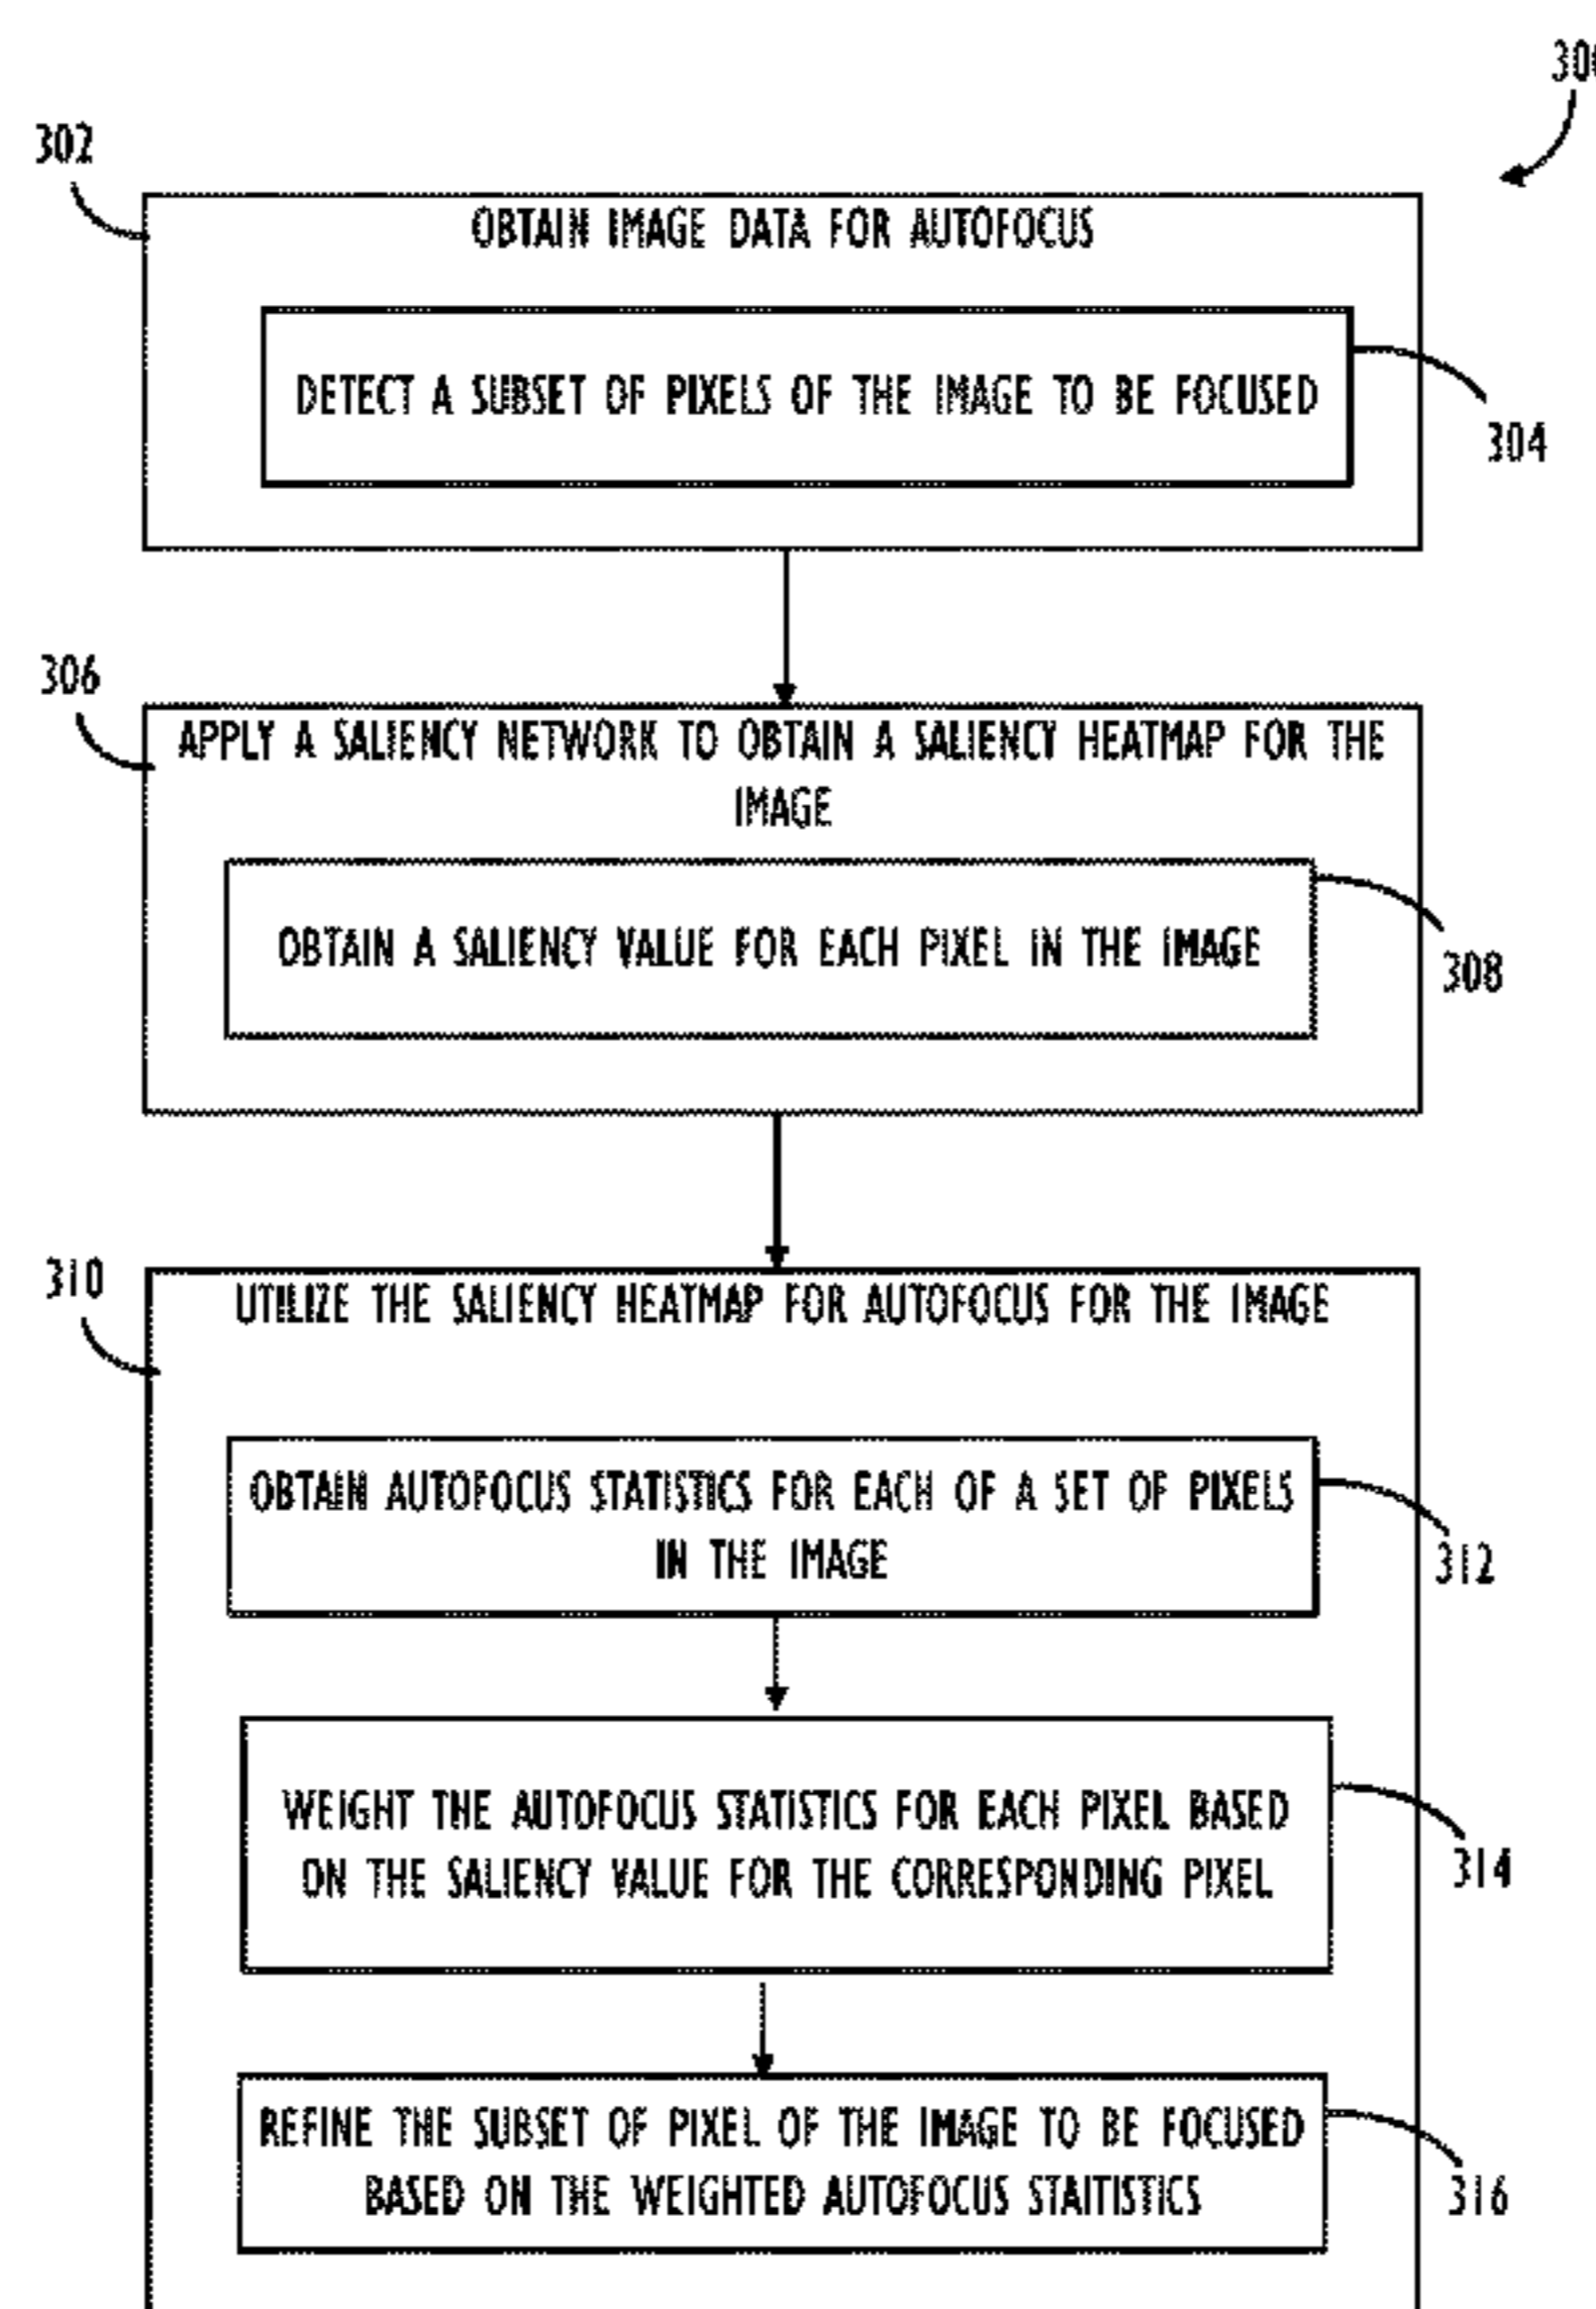 300
302
OBTAIN IMAGE DATA FOR AUTOFOCUS
DETECT A SUBSET OF PIXELS OF THE IMAGE TO BE FOCUSED
304
306
APPLY A SALIENCY NETWORK TO OBTAIN A SALIENCY HEATMAP FOR THE
IMAGE
OBTAIN A SALIENCY VALUE FOR EACH PIXEL IN THE IMAGE
308
310
UTILIZE THE SALIENCY HEATMAP FOR AUTOFOCUS FOR THE IMAGE
OBTAIN AUTOFOCUS STATISTICS FOR EACH OF A SET OF PIXELS
IN THE IMAGE
312
WEIGHT THE AUTOFOCUS STATISTICS FOR EACH PIXEL BASED
ON THE SALIENCY VALUE FOR THE CORRESPONDING PIXEL
314
REFINE THE SUBSET OF PIXEL OF THE IMAGE TO BE FOCUSED
BASED ON THE WEIGHTED AUTOFOCUS STAITISTICS
316